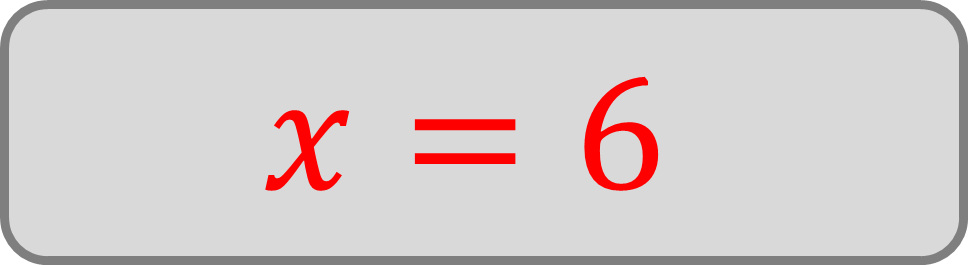 x = 6